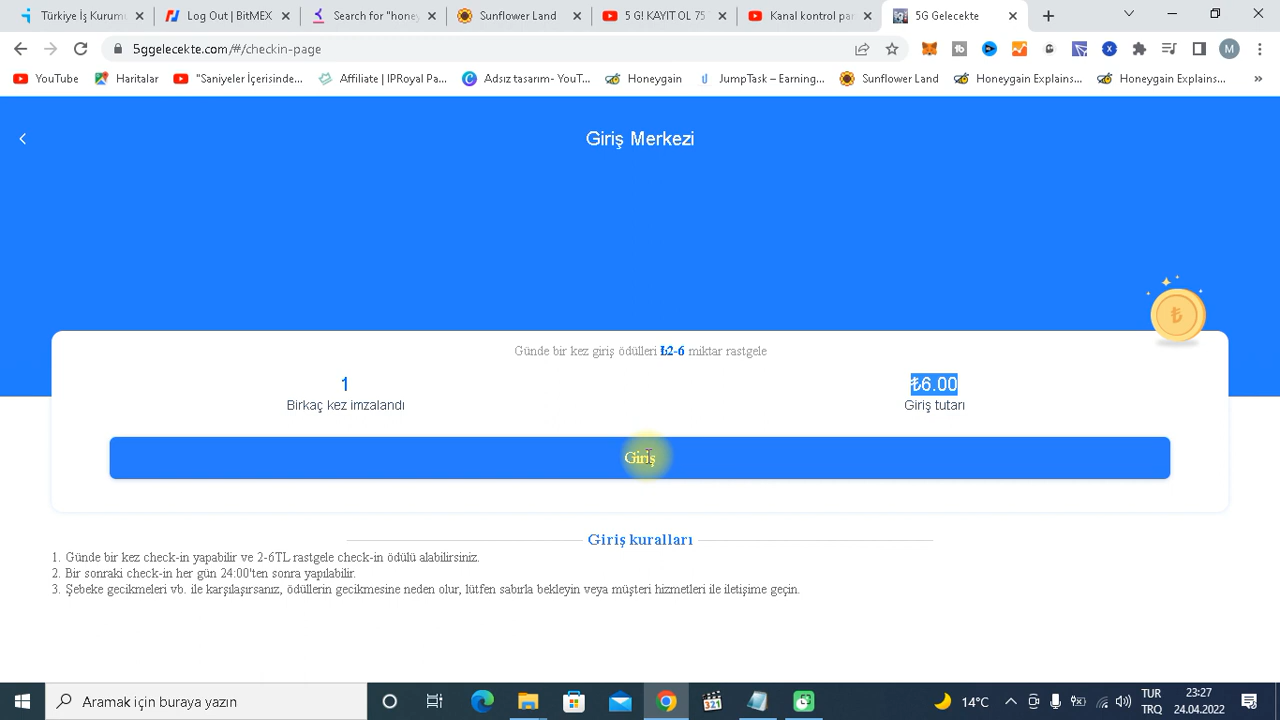 Türkiye İş Kurumu
Log Out | BitMEX
Search for "honey
Sunflower Land
5 G! KAYIT OL 75
Kanal kontrol pan
5G Gelecekte
5ggelecekte.com/#/checkin-page
M
YouTube
Haritalar
"Saniyeler İçerisinde...
Affiliate | IPRoyal Pa...
Adsız tasarım- YouT...
Honeygain
JumpTask – Earning...
Sunflower Land
Honeygain Explains...
Honeygain Explains...
»
Giriş Merkezi
Günde bir kez giriş ödülleri ₺2-6 miktar rastgele
1
₺6.00
Birkaç kez imzalandı
Giriş tutarı
Giriş
Giriş kuralları
1. Günde bir kez check-in yapabilir ve 2-6TL rastgele check-in ödülü alabilirsiniz.
2. Bir sonraki check-in her gün 24:00'ten sonra yapılabilir.
3. Şebeke gecikmeleri vb. ile karşılaşırsanız, ödüllerin gecikmesine neden olur, lütfen sabırla bekleyin veya müşteri hizmetleri ile iletişime geçin.
Aramak için buraya yazın
321
14°C
TUR
TRQ
23:27
24.04.2022